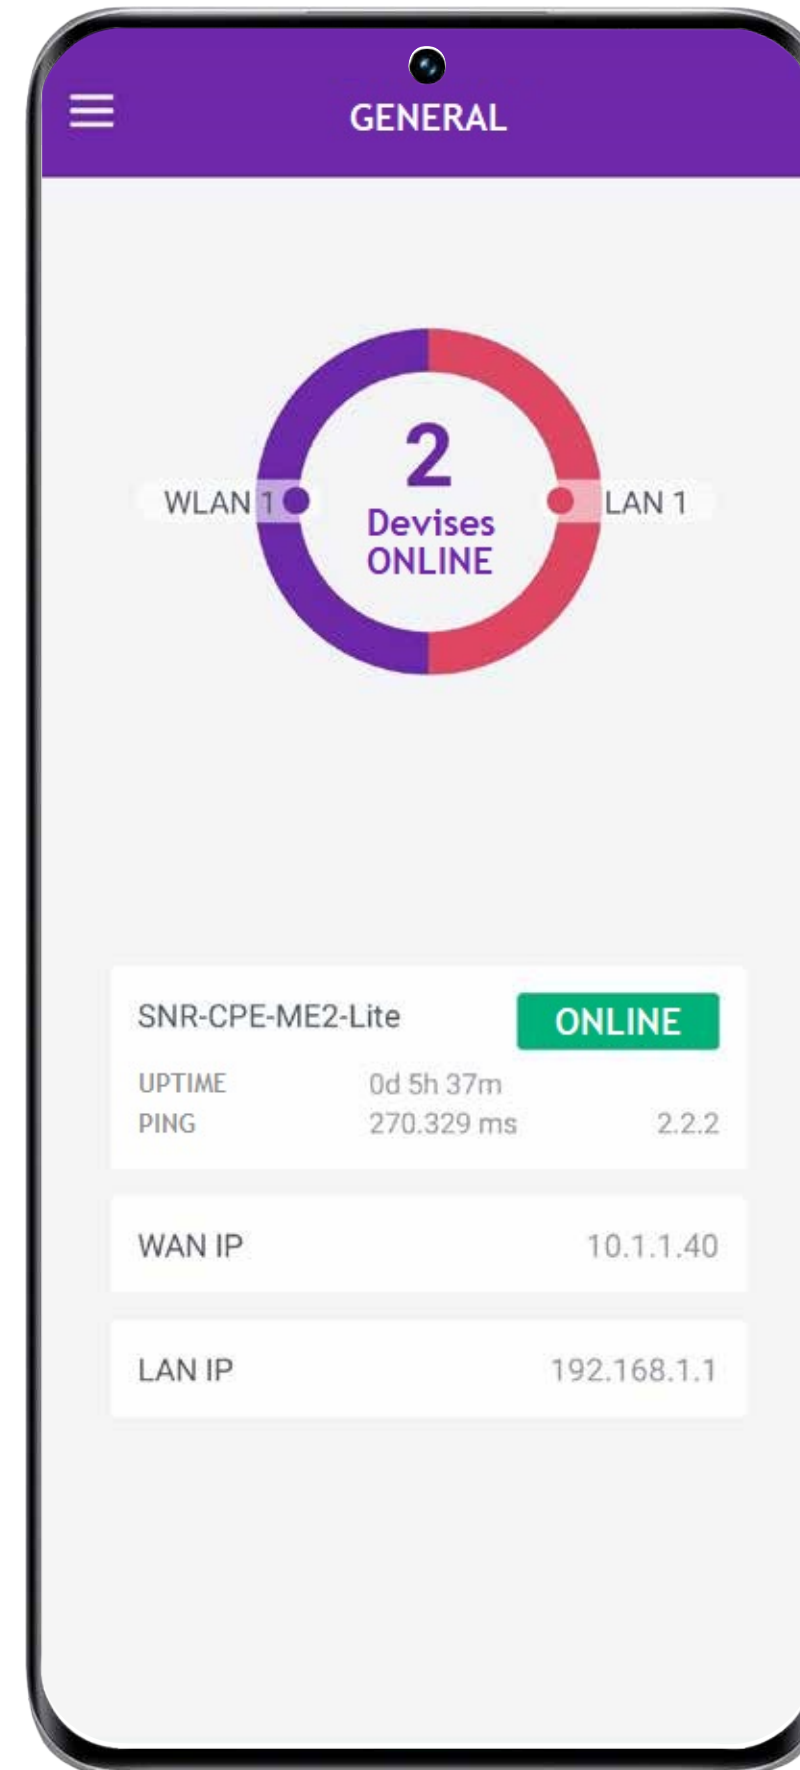 GENERAL
2
Devises
ONLINE
WLAN 1
LAN 1
SNR-CPE-ME2-Lite
ONLINE
UPTIME 0d 5h 37m
PING 270.329 ms 2.2.2
WAN IP 10.1.1.40
LAN IP 192.168.1.1